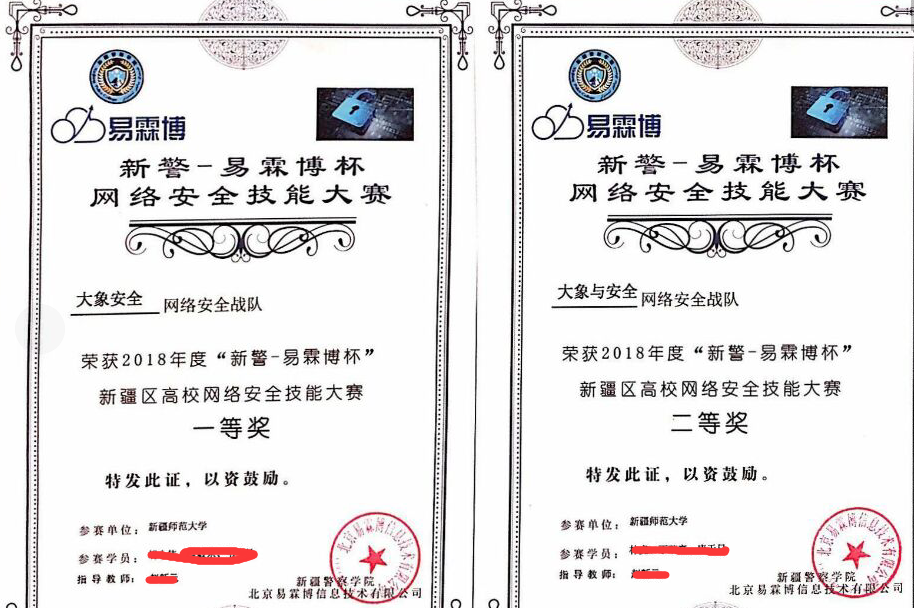 易霖博
新警-易霖博杯
网络安全技能大赛
大象安全 网络安全战队
荣获2018年度“新警-易霖博杯”
新疆区高校网络安全技能大赛
一等奖
特发此证，以资鼓励。
参赛单位：新疆师范大学
参赛学员：
指导教师：
新疆警察学院
北京易霖博信息技术有限公司
易霖博
新警-易霖博杯
网络安全技能大赛
大象与安全 网络安全战队
荣获2018年度“新警-易霖博杯”
新疆区高校网络安全技能大赛
二等奖
特发此证，以资鼓励。
参赛单位：新疆师范大学
参赛学员：
指导教师：
新疆警察学院
北京易霖博信息技术有限公司